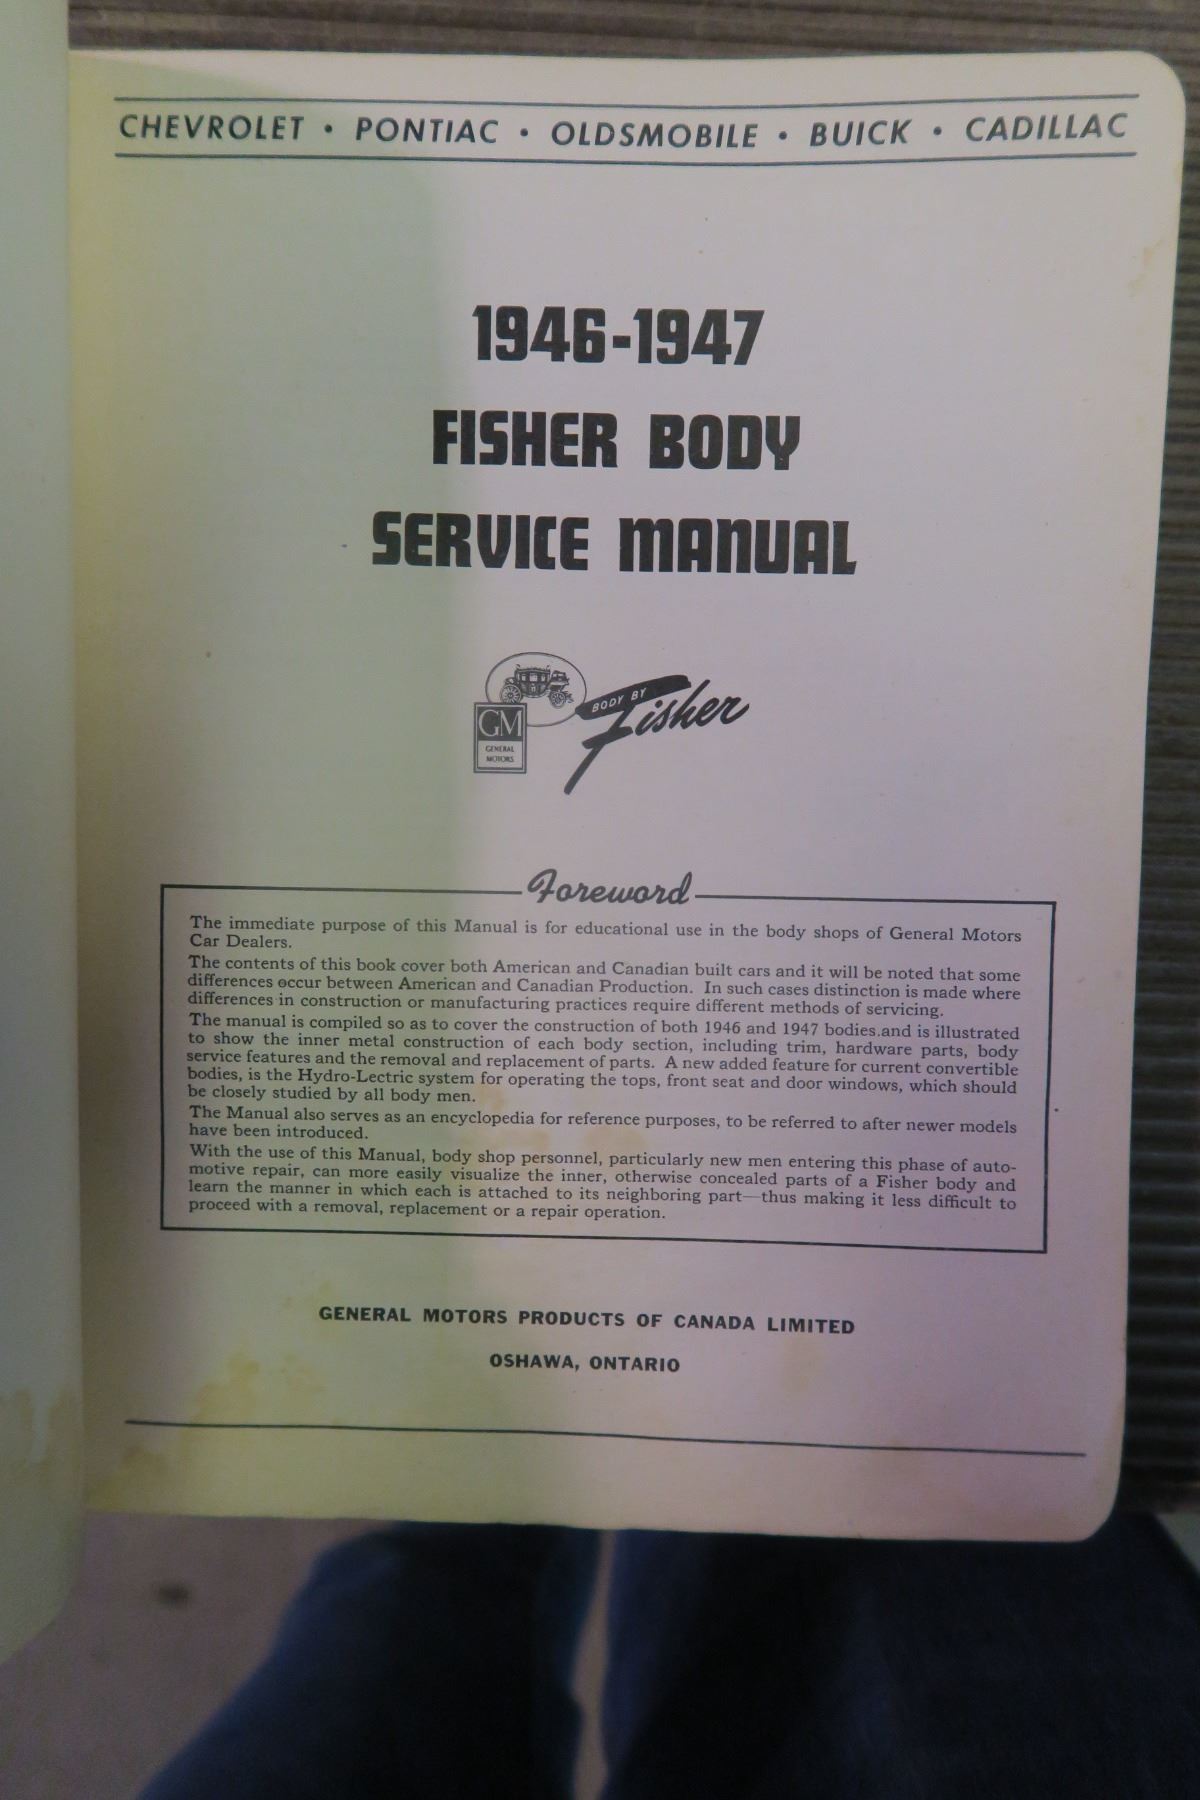 CHEVROLET • PONTIAC • OLDSMOBILE • BUICK • CADILLAC
1946-1947
FISHER BODY
SERVICE MANUAL
GM
GENERAL
MOTORS
BODY BY
Fisher
Foreword
The immediate purpose of this Manual is for educational use in the body shops of General Motors
Car Dealers.
The contents of this book cover both American and Canadian built cars and it will be noted that some
differences occur between American and Canadian Production. In such cases distinction is made where
differences in construction or manufacturing practices require different methods of servicing.
The manual is compiled so as to cover the construction of both 1946 and 1947 bodies.and is illustrated
to show the inner metal construction of each body section, including trim, hardware parts, body
service features and the removal and replacement of parts. A new added feature for current convertible
bodies, is the Hydro-Lectric system for operating the tops, front seat and door windows, which should
be closely studied by all body men.
The Manual also serves as an encyclopedia for reference purposes, to be referred to after newer models
have been introduced.
With the use of this Manual, body shop personnel, particularly new men entering this phase of auto-
motive repair, can more easily visualize the inner, otherwise concealed parts of a Fisher body and
learn the manner in which each is attached to its neighboring part—thus making it less difficult to
proceed with a removal, replacement or a repair operation.
GENERAL MOTORS PRODUCTS OF CANADA LIMITED
OSHAWA, ONTARIO